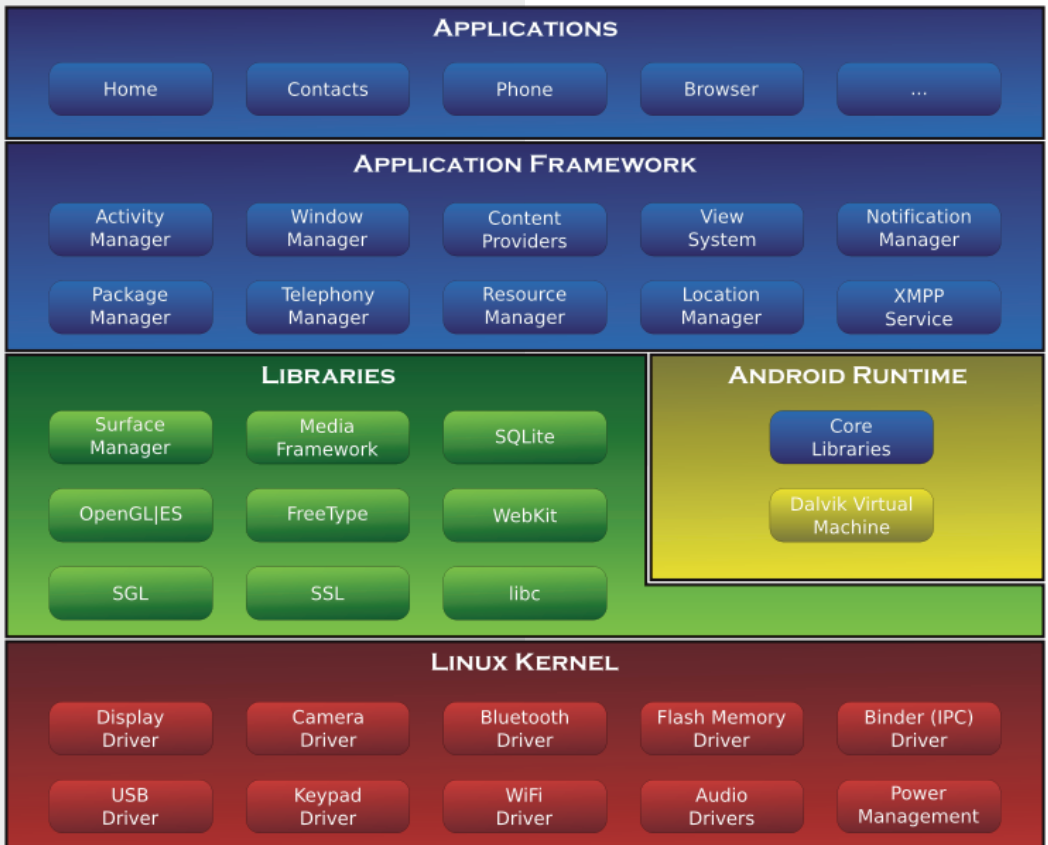 APPLICATIONS
Home
Contacts
Phone
Browser
...
APPLICATION FRAMEWORK
Activity
Manager
Window
Manager
Content
Providers
View
System
Notification
Manager
Package
Manager
Telephony
Manager
Resource
Manager
Location
Manager
XMPP
Service
LIBRARIES
Surface
Manager
Media
Framework
SQLite
OpenGL|ES
FreeType
WebKit
SGL
SSL
libc
ANDROID RUNTIME
Core
Libraries
Dalvik Virtual
Machine
LINUX KERNEL
Display
Driver
Camera
Driver
Bluetooth
Driver
Flash Memory
Driver
Binder (IPC)
Driver
USB
Driver
Keypad
Driver
WiFi
Driver
Audio
Drivers
Power
Management